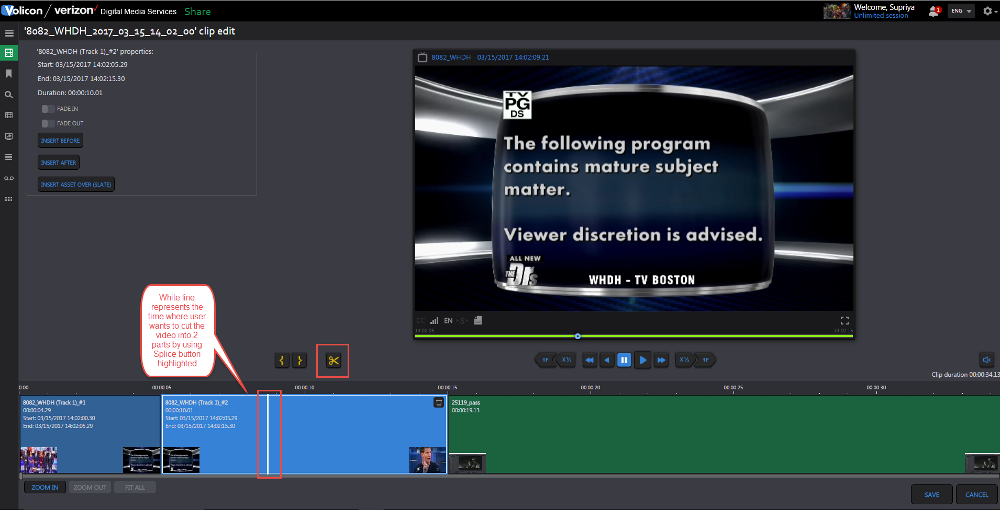 Volicon / verizon✓ Digital Media Services Share
Welcome, Supriya
Unlimited session
1
ENG
'8082_WHDH_2017_03_15_14_02_00' clip edit
'8082_WHDH (Track 1)_#2' properties:
Start: 03/15/2017 14:02:05.29
End: 03/15/2017 14:02:15.30
Duration: 00:00:10.01
FADE IN
FADE OUT
INSERT BEFORE
INSERT AFTER
INSERT ASSET OVER (SLATE)
8082_WHDH 03/15/2017 14:02:09.21
TV
PG
DS
The following program
contains mature subject
matter.
Viewer discretion is advised.
ALL NEW
THE Drs
WHDH - TV BOSTON
CC EN S
14:02:05 14:02:15
White line
represents the
time where user
wants to cut the
video into 2
parts by using
Splice button
highlighted
{ }
1F X½ X½ 1F
Clip duration 00:00:34.13
0:00 00:00:05 00:00:10 00:00:15 00:00:20 00:00:25 00:00:30
8082_WHDH (Track 1)_#1
00:00:04.29
Start: 03/15/2017 14:02:00.30
End: 03/15/2017 14:02:05.29
8082_WHDH (Track 1)_#2
00:00:10.01
Start: 03/15/2017 14:02:05.29
End: 03/15/2017 14:02:15.30
25119_pass
00:00:19.13
ZOOM IN ZOOM OUT FIT ALL
SAVE CANCEL